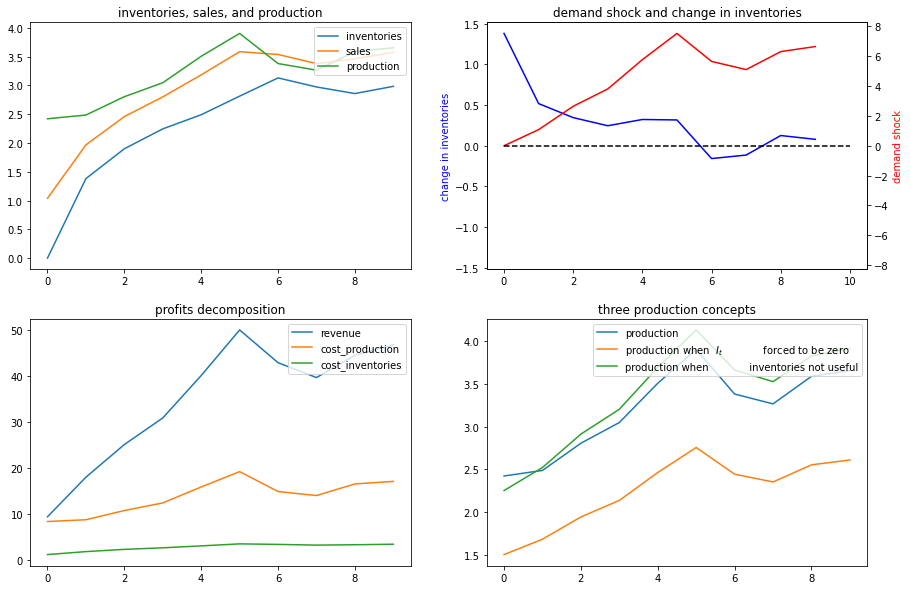 inventories, sales, and production
4.0
3.5
3.0
2.5
2.0
1.5
1.0
0.5
0.0
0 2 4 6 8
inventories
sales
production
demand shock and change in inventories
change in inventories
1.5
1.0
0.5
0.0
−0.5
−1.0
−1.5
0 2 4 6 8 10
8
6
4
2
0
−2
−4
−6
−8
demand shock
profits decomposition
50
40
30
20
10
0
0 2 4 6 8
revenue
cost_production
cost_inventories
three production concepts
4.0
3.5
3.0
2.5
2.0
1.5
0 2 4 6 8
production
production when I_t forced to be zero
production when inventories not useful